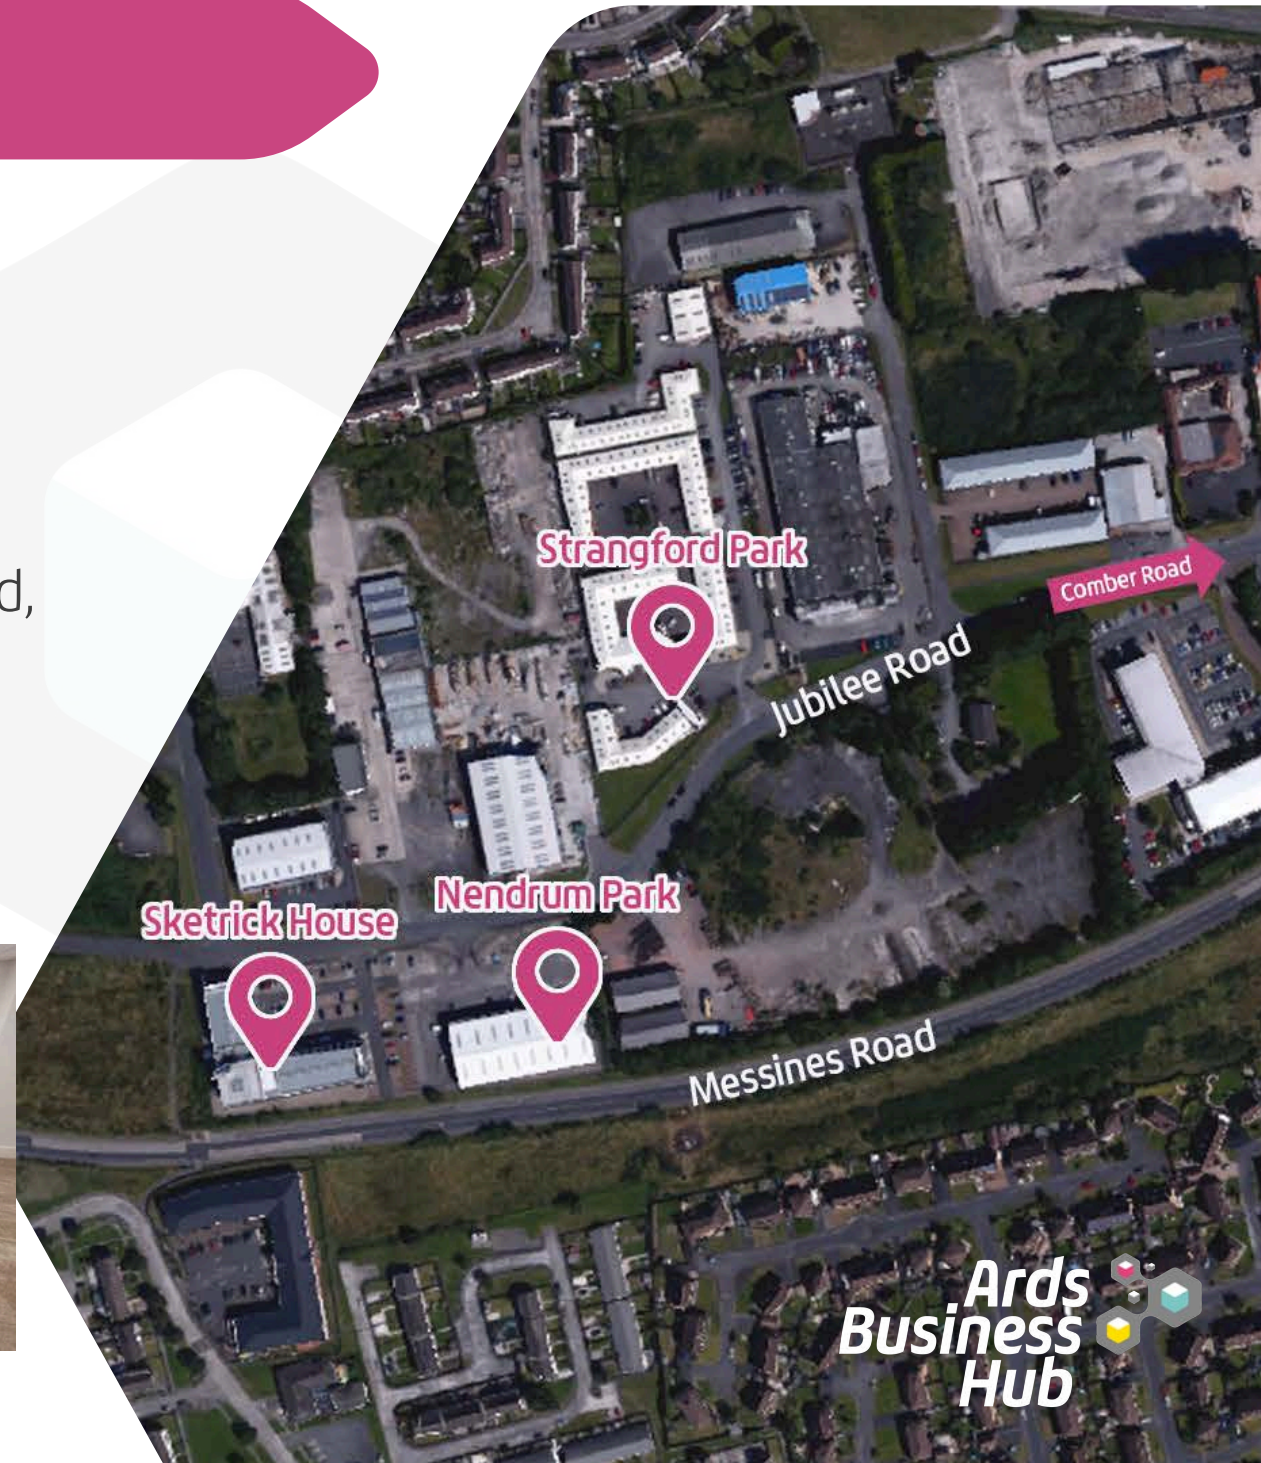 d,
Strangford Park
Comber Road
Jubilee Road
Nendrum Park
Sketrick House
Messines Road
Ards
Business
Hub